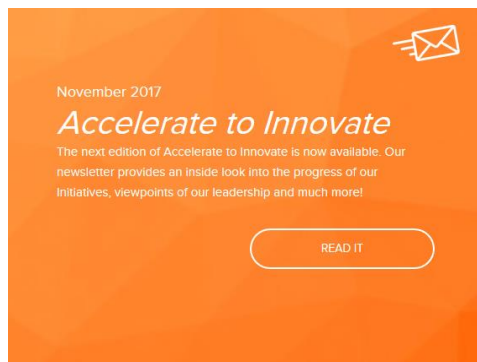 November 2017
Accelerate to Innovate
The next edition of Accelerate to Innovate is now available. Our
newsletter provides an inside look into the progress of our
Initiatives, viewpoints of our leadership and much more!
READ IT